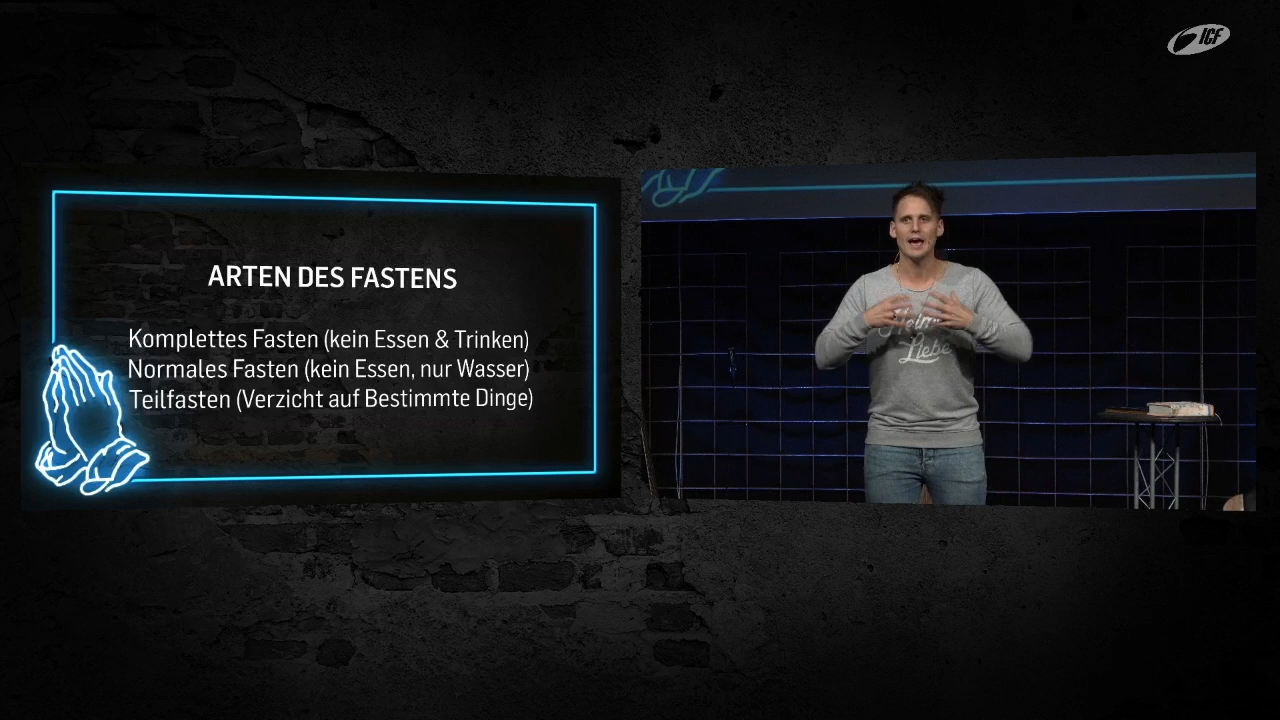 ICF
ARTEN DES FASTENS
Komplettes Fasten (kein Essen & Trinken)
Normales Fasten (kein Essen, nur Wasser)
Teilfasten (Verzicht auf Bestimmte Dinge)
Liebe